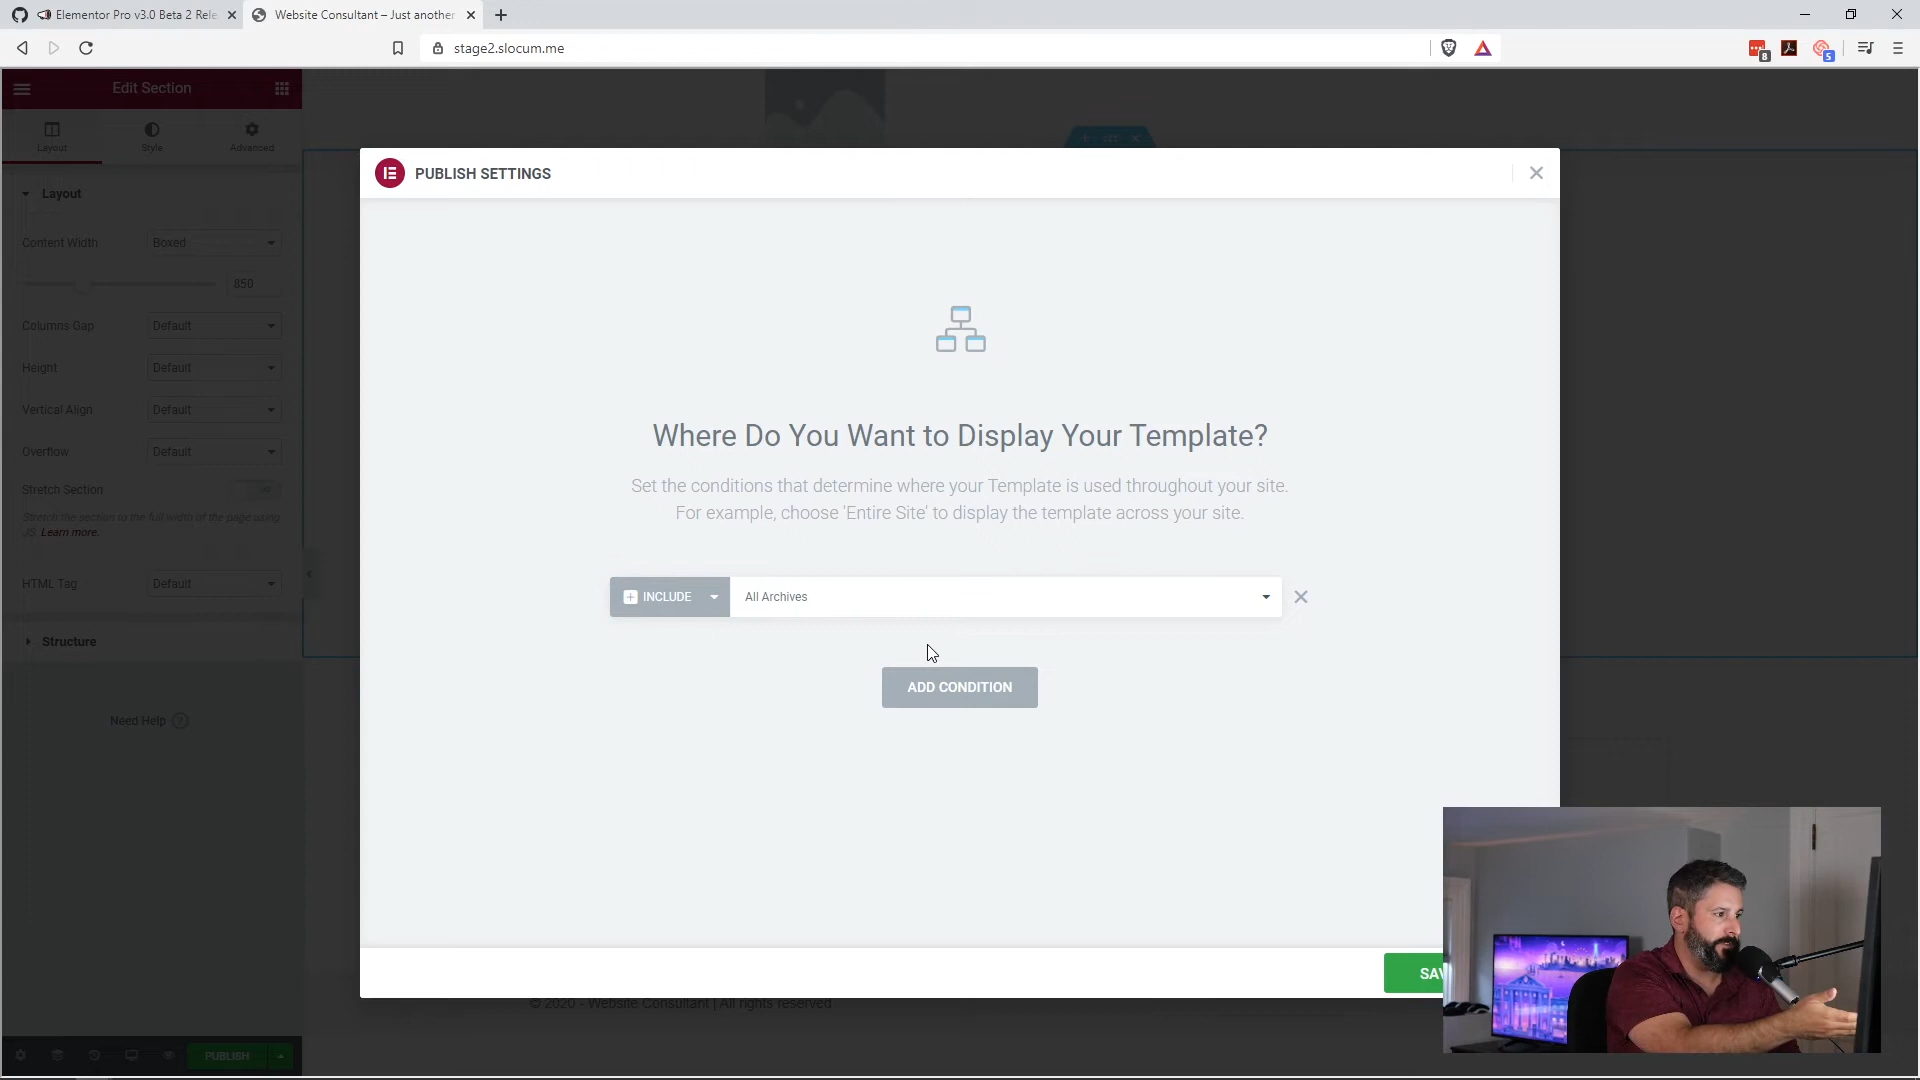 Elementor Pro v3.0 Beta 2 Rele
Website Consultant – Just another
stage2.slocum.me
8
5
Edit Section
Layout
Style
Advanced
PUBLISH SETTINGS
Layout
Content Width
Boxed
850
Columns Gap
Default
Height
Default
Vertical Align
Default
Overflow
Default
Stretch Section
Stretch the section to the full width of the page using
JS. Learn more.
HTML Tag
Default
Structure
Need Help ?
Where Do You Want to Display Your Template?
Set the conditions that determine where your Template is used throughout your site.
For example, choose 'Entire Site' to display the template across your site.
INCLUDE
All Archives
ADD CONDITION
SAV
© 2020 - Website Consultant | All rights reserved
PUBLISH